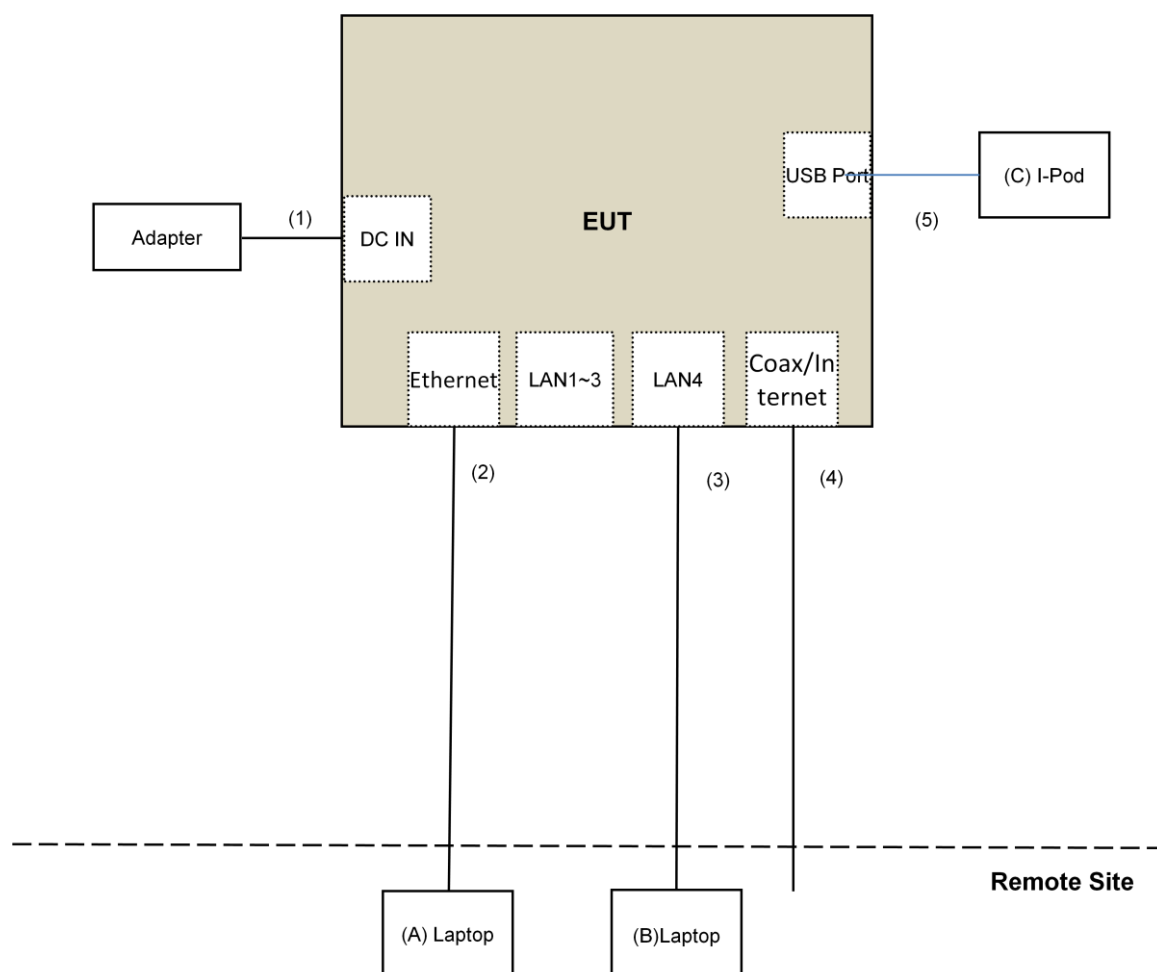 USB Port
(C) I-Pod
(1)
(5)
EUT
Adapter
DC IN
Ethernet
LAN1~3
LAN4
Coax/In
ternet
(2)
(3)
(4)
Remote Site
(A) Laptop
(B)Laptop